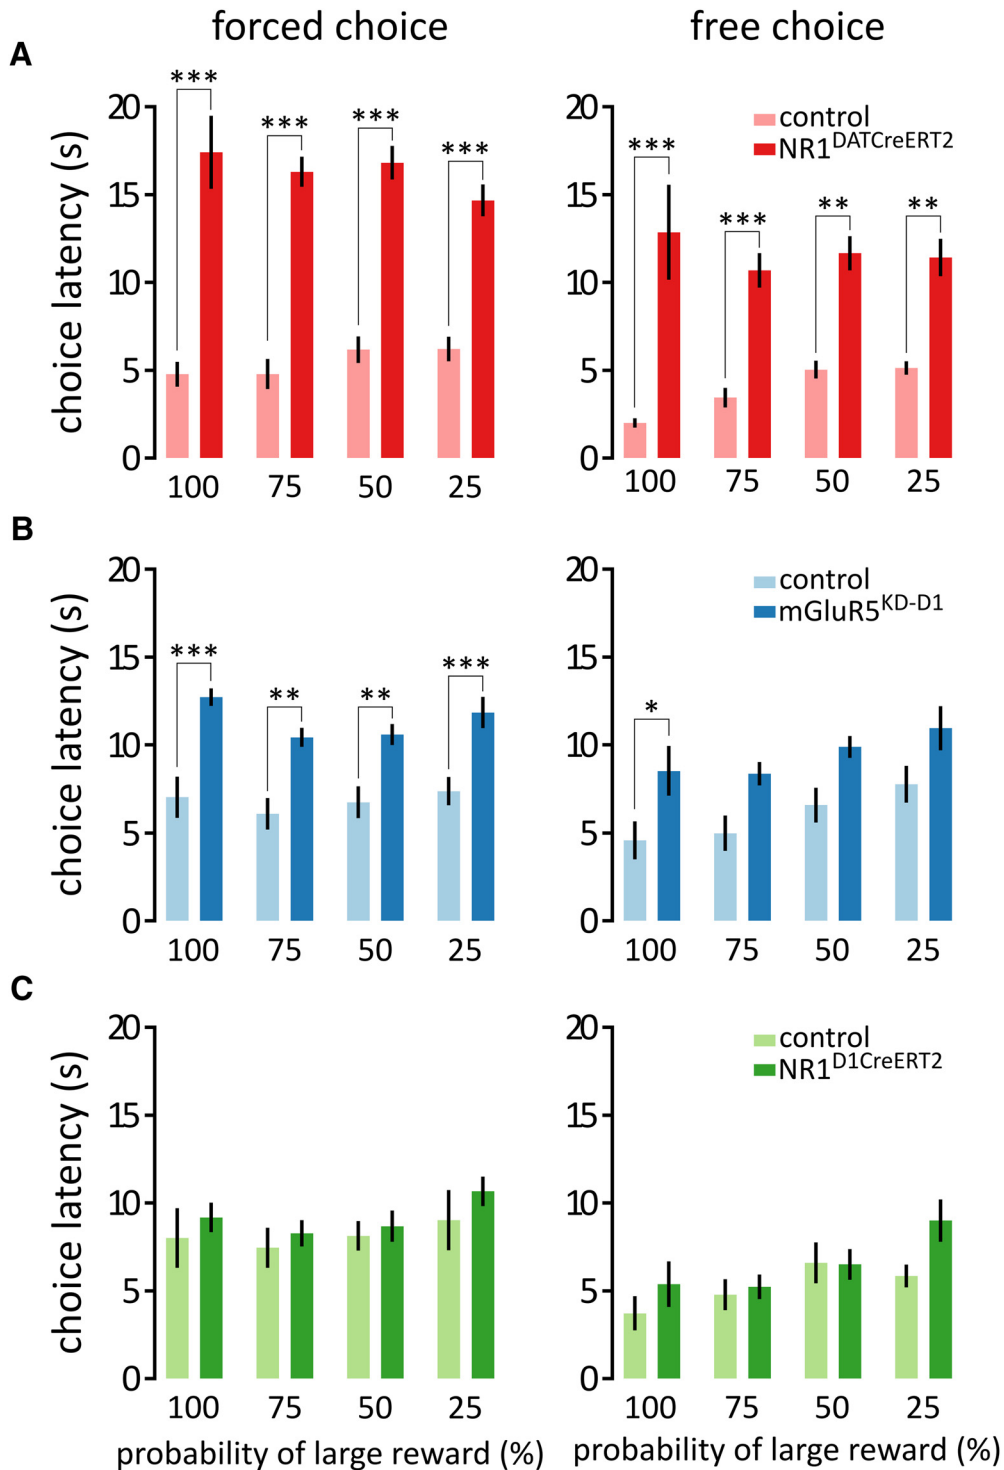 forced choice
free choice
A
choice latency (s)
20
15
10
5
0
***
***
***
***
100 75 50 25
20
15
10
5
0
***
***
**
**
control
NR1DATCreERT2
100 75 50 25
B
choice latency (s)
20
15
10
5
0
***
**
**
***
100 75 50 25
20
15
10
5
0
*
control
mGluR5KD-D1
100 75 50 25
C
choice latency (s)
20
15
10
5
0
100 75 50 25
probability of large reward (%)
20
15
10
5
0
control
NR1D1CreERT2
100 75 50 25
probability of large reward (%)